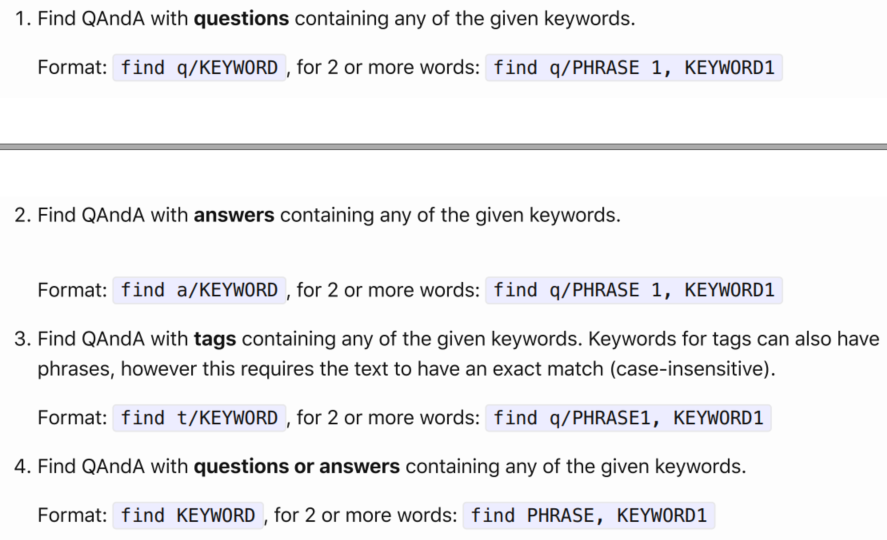 1. Find QAndA with questions containing any of the given keywords.
Format: find q/KEYWORD , for 2 or more words: find q/PHRASE 1, KEYWORD1
2. Find QAndA with answers containing any of the given keywords.
Format: find a/KEYWORD , for 2 or more words: find q/PHRASE 1, KEYWORD1
3. Find QAndA with tags containing any of the given keywords. Keywords for tags can also have
phrases, however this requires the text to have an exact match (case-insensitive).
Format: find t/KEYWORD , for 2 or more words: find q/PHRASE1, KEYWORD1
4. Find QAndA with questions or answers containing any of the given keywords.
Format: find KEYWORD , for 2 or more words: find PHRASE, KEYWORD1